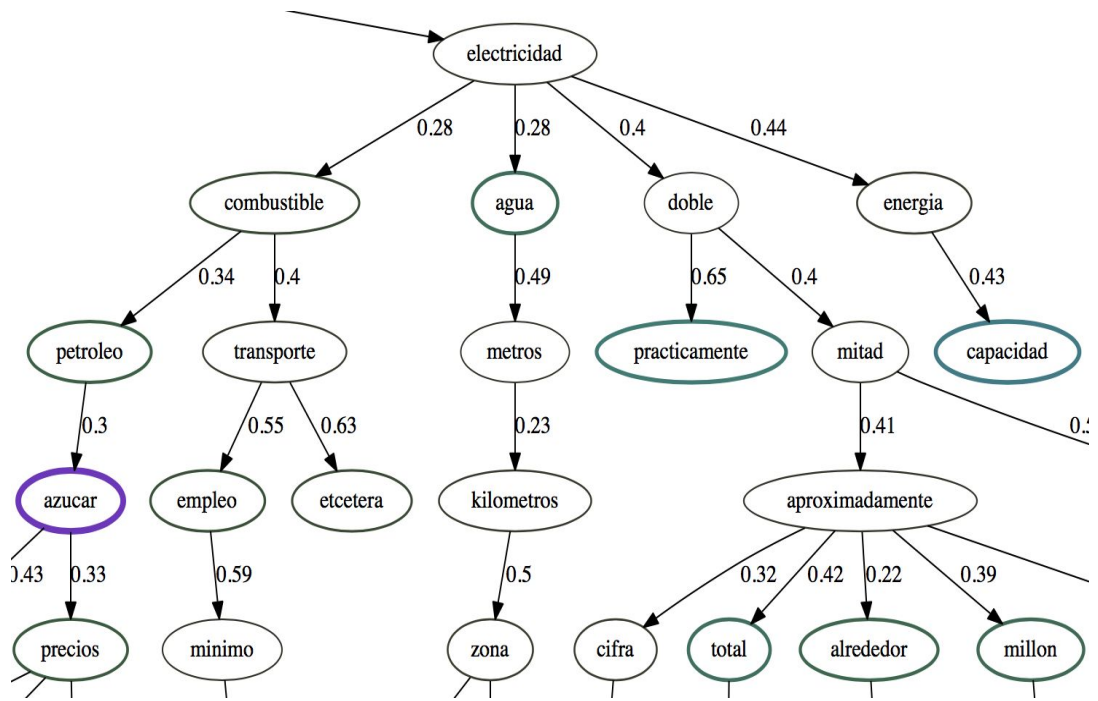 electricidad
0.28 0.28 0.4 0.44
combustible agua doble energia
0.34 0.4 0.49 0.65 0.4 0.43
petroleo transporte metros practicamente mitad capacidad
0.3 0.55 0.63 0.23 0.41
azucar empleo etcetera kilometros aproximadamente
0.43 0.33 0.59 0.5 0.32 0.42 0.22 0.39
precios minimo zona cifra total alrededor millon